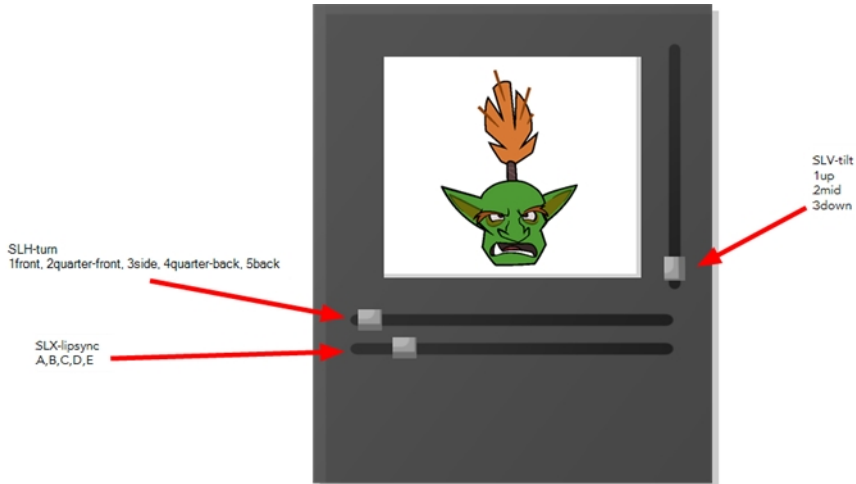 SLV-tilt
1up
2mid
3down
SLH-turn
1front, 2quarter-front, 3side, 4quarter-back, 5back
SLX-lipsync
A,B,C,D,E